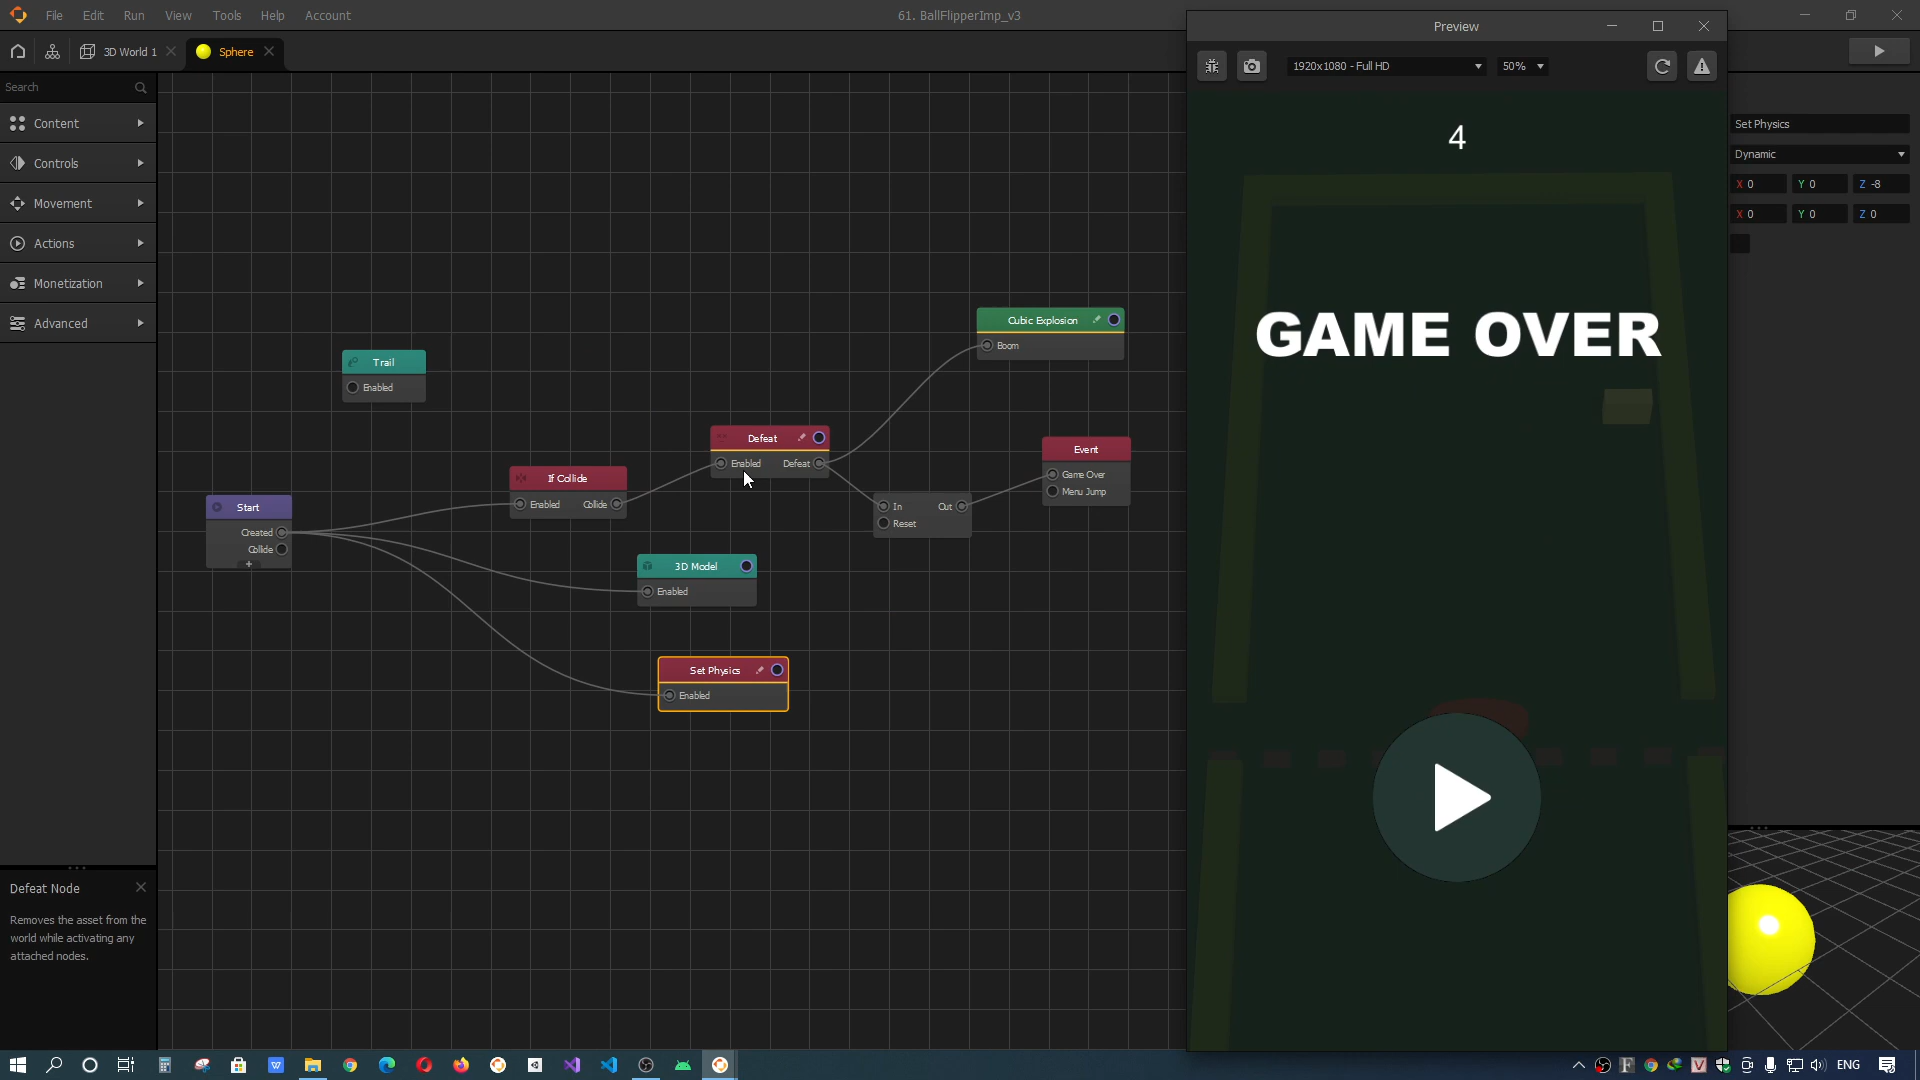 File Edit Run View Tools Help Account
61. BallFlipperImp_v3
3D World 1
Sphere
Search
Content
Controls
Movement
Actions
Monetization
Advanced
Trail
Enabled
Start
Created
Collide
+
If Collide
Enabled Collide
Defeat
Enabled Defeat
3D Model
Enabled
Set Physics
Enabled
In Out
Reset
Cubic Explosion
Boom
Event
Game Over
Menu Jump
Preview
1920x1080 - Full HD
50%
4
GAME OVER
Set Physics
Dynamic
X 0 Y 0 Z -8
X 0 Y 0 Z 0
Defeat Node
Removes the asset from the
world while activating any
attached nodes.
ENG